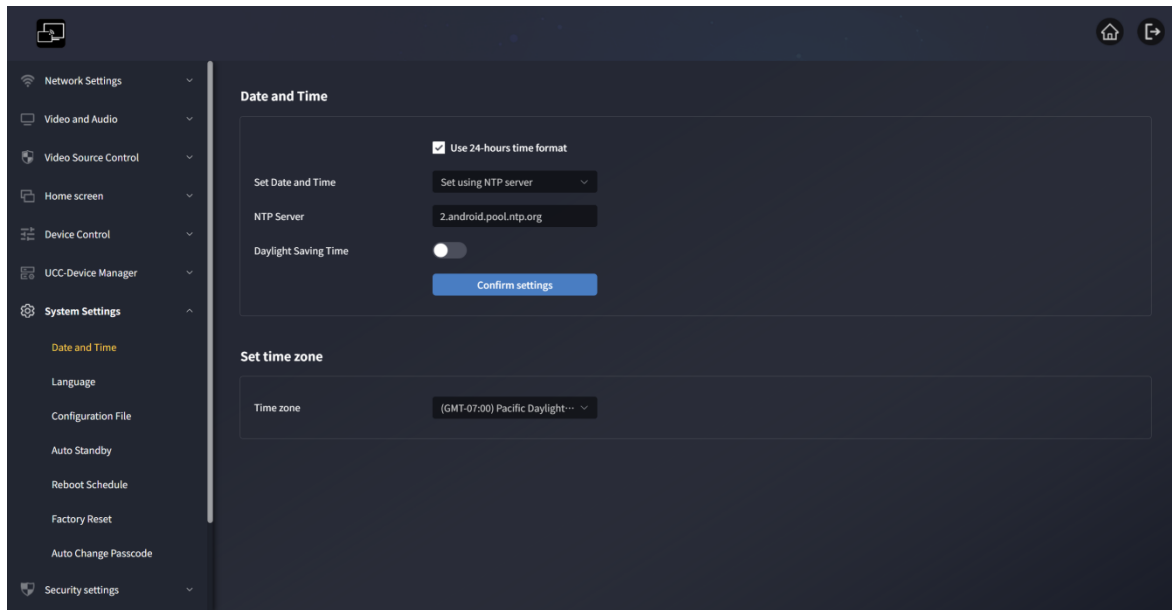 Network Settings
Video and Audio
Video Source Control
Home screen
Device Control
UCC-Device Manager
System Settings
Date and Time
Language
Configuration File
Auto Standby
Reboot Schedule
Factory Reset
Auto Change Passcode
Security settings
Date and Time
Use 24-hours time format
Set Date and Time Set using NTP server
NTP Server 2.android.pool.ntp.org
Daylight Saving Time
Confirm settings
Set time zone
Time zone (GMT-07:00) Pacific Daylight···